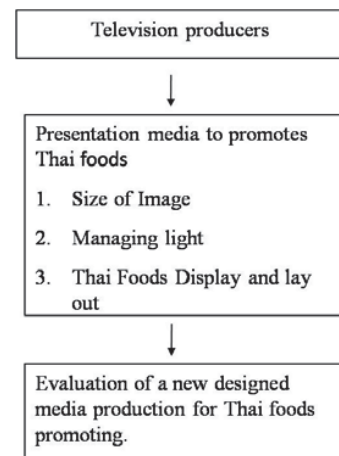 Television producers
Presentation media to promotes
Thai foods
1. Size of Image
2. Managing light
3. Thai Foods Display and lay
out
Evaluation of a new designed
media production for Thai foods
promoting.